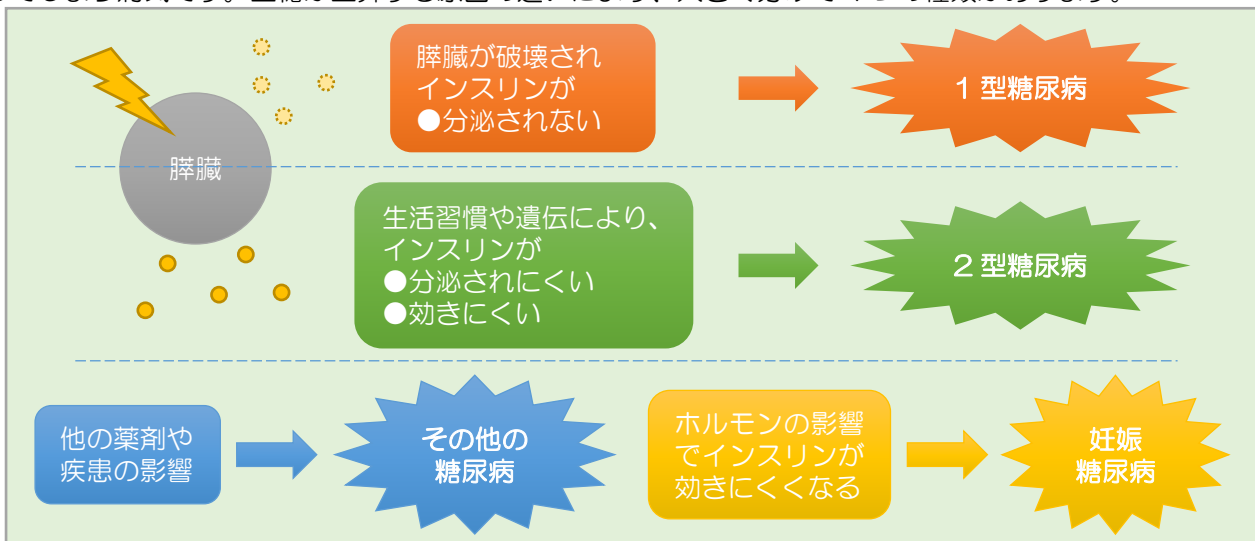 膵臓が破壊され
インスリンが
●分泌されない
１型糖尿病
膵臓
生活習慣や遺伝により、
インスリンが
●分泌されにくい
●効きにくい
２型糖尿病
他の薬剤や
疾患の影響
その他の
糖尿病
ホルモンの影響
でインスリンが
効きにくくなる
妊娠
糖尿病